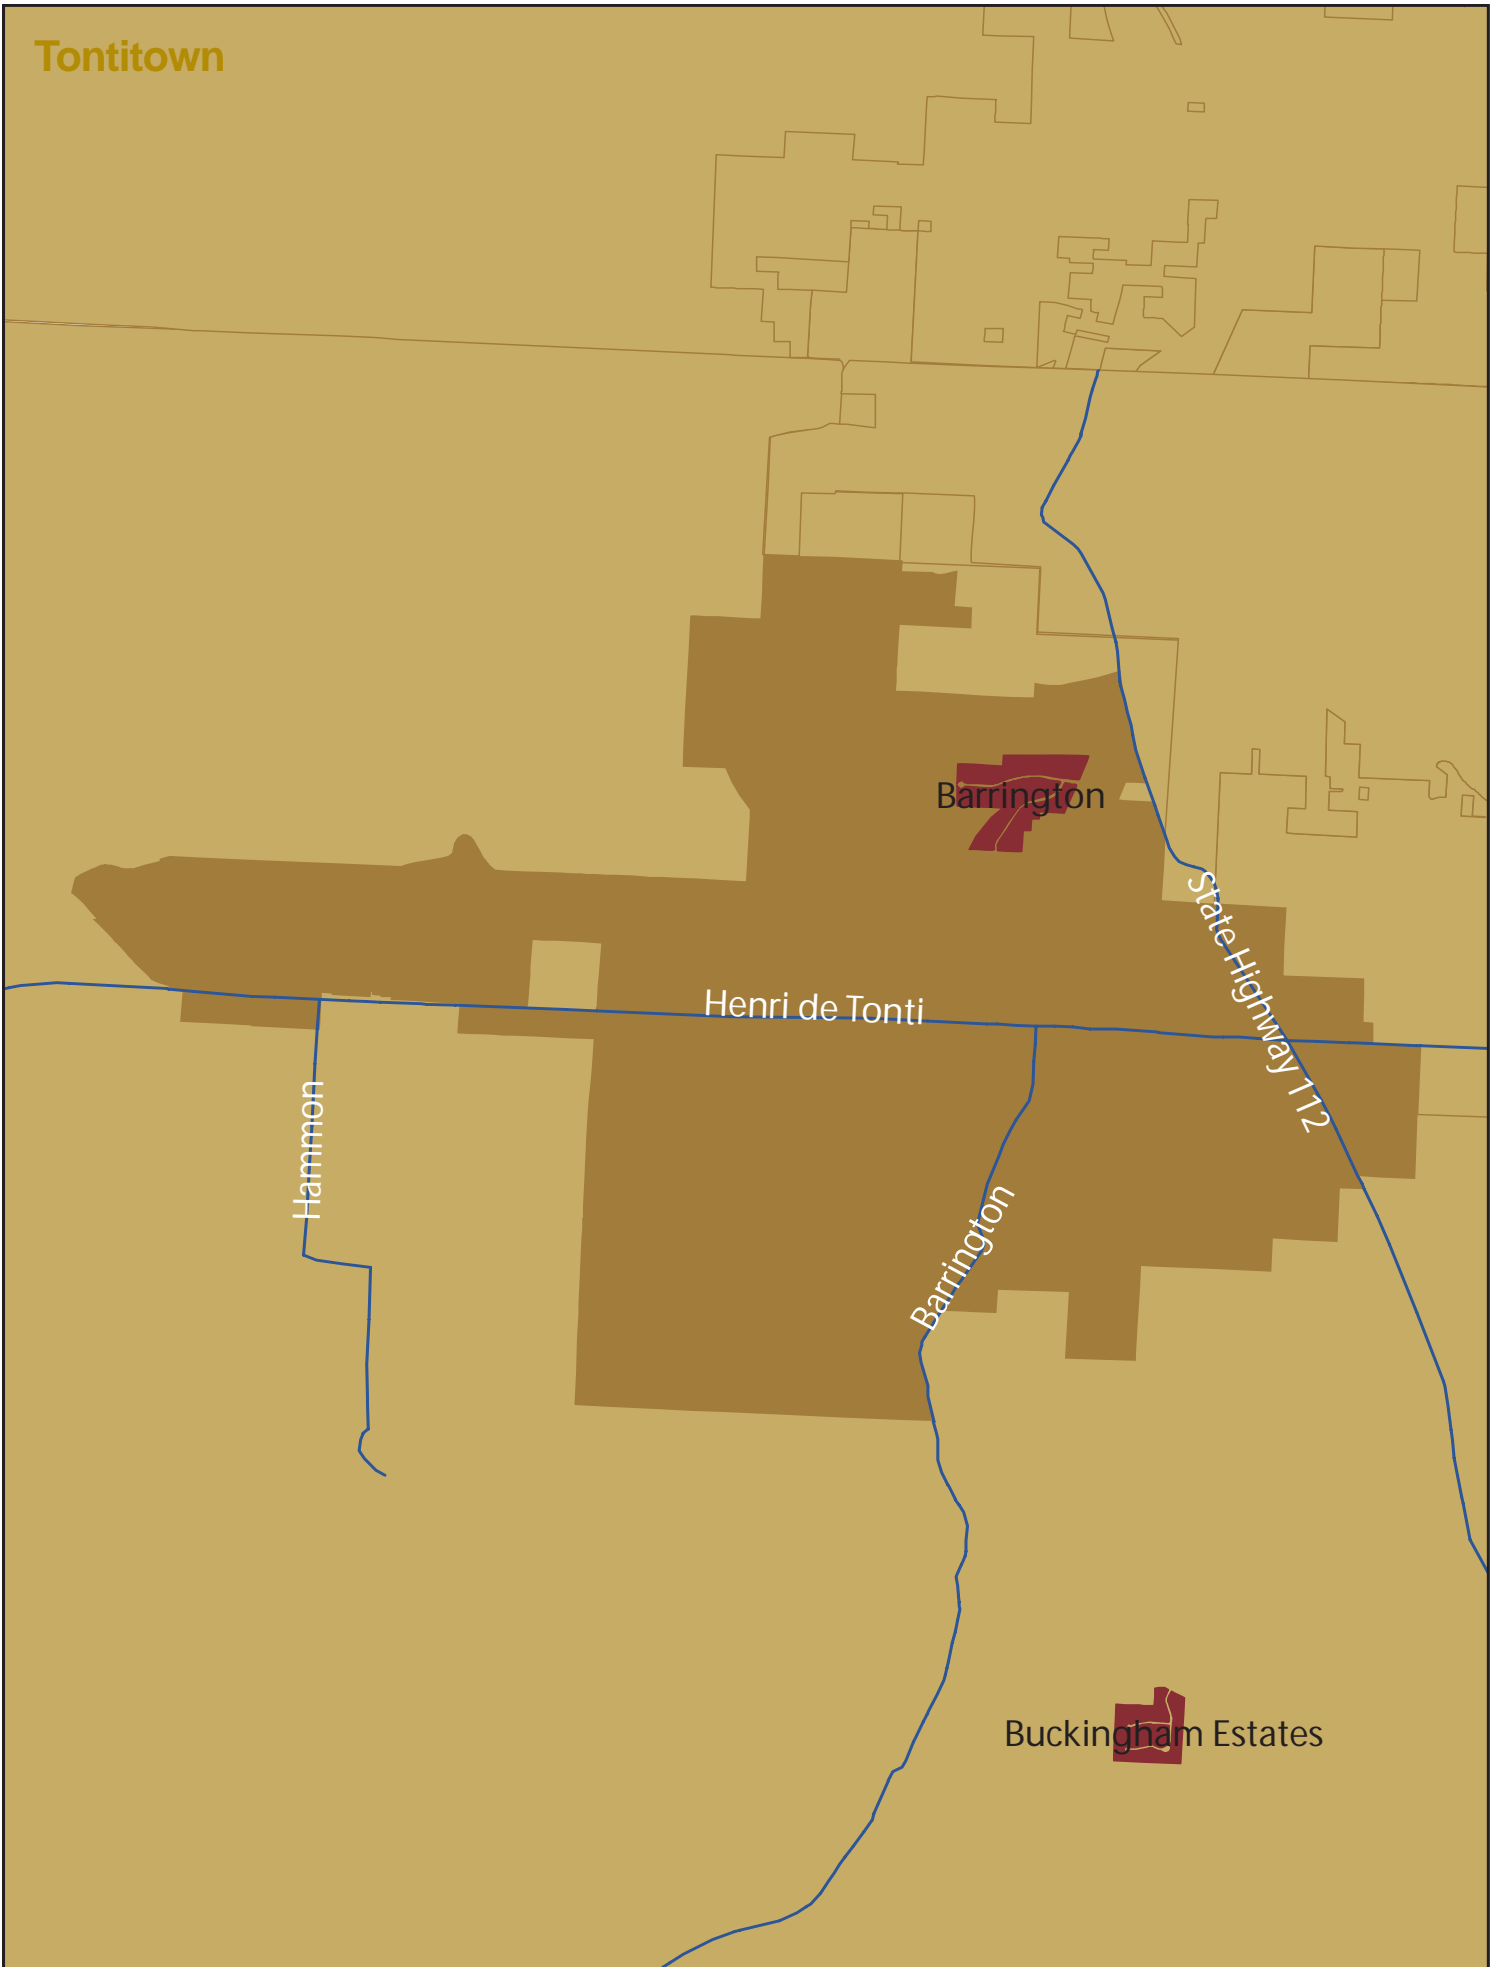 Tontitown
Barrington
State Highway 112
Henri de Tonti
Hammon
Barrington
Buckingham Estates